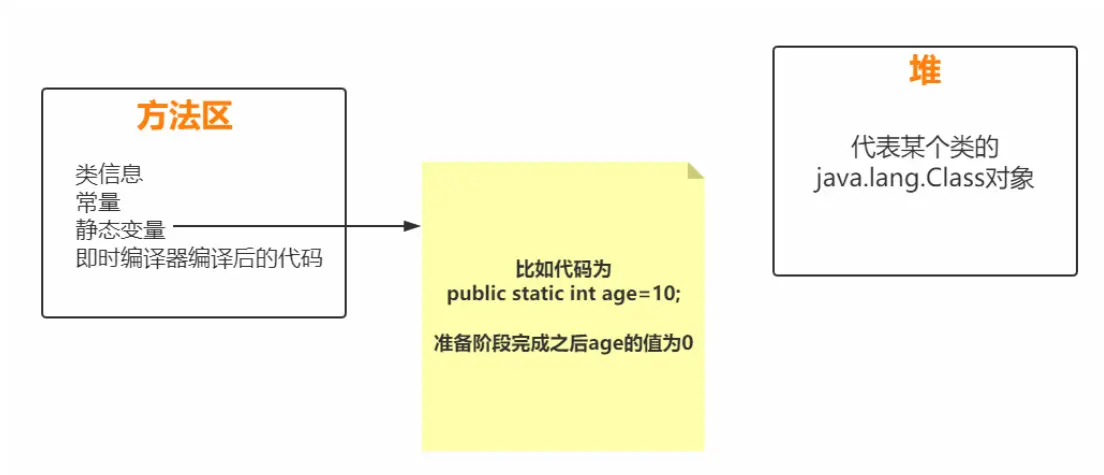 方法区
类信息
常量
静态变量
即时编译器编译后的代码
比如代码为
public static int age=10;
准备阶段完成之后age的值为0
堆
代表某个类的
java.lang.Class对象